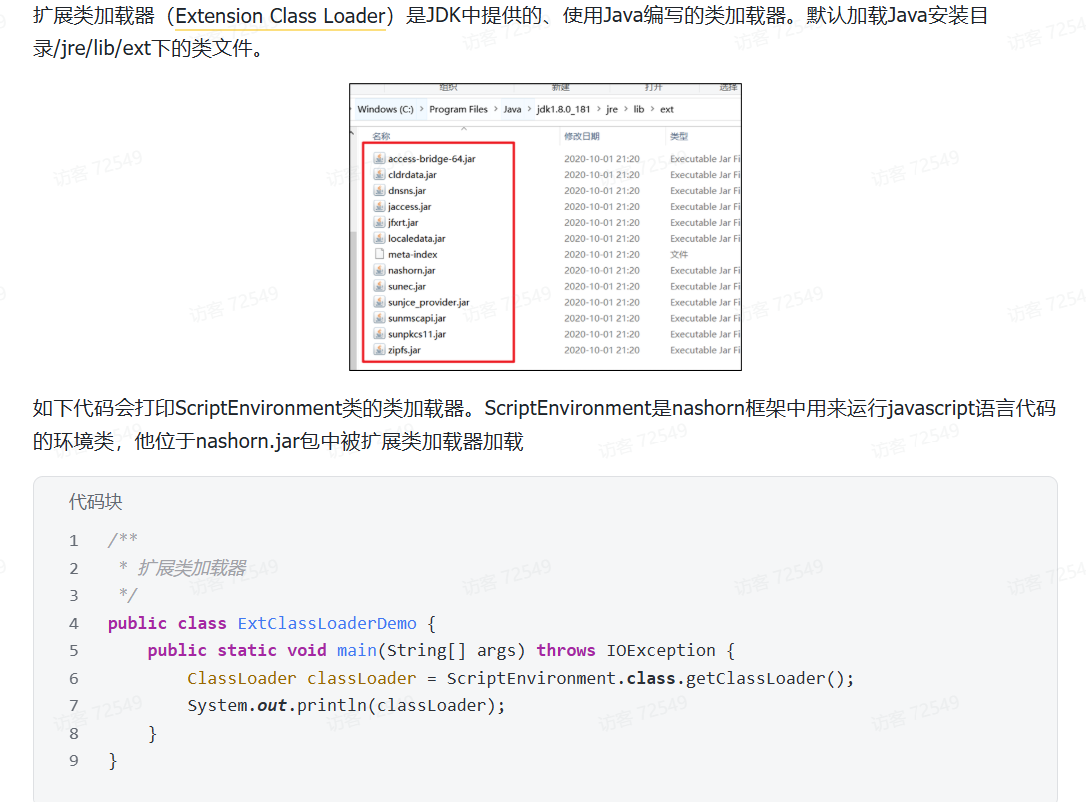 扩展类加载器（Extension Class Loader）是JDK中提供的、使用Java编写的类加载器。默认加载Java安装目
录/jre/lib/ext下的类文件。
组织 新建 打开 选择
Windows (C:) › Program Files › Java › jdk1.8.0_181 › jre › lib › ext
名称 修改日期 类型
access-bridge-64.jar 2020-10-01 21:20 Executable Jar Fi
cldrdata.jar 2020-10-01 21:20 Executable Jar Fi
dnsns.jar 2020-10-01 21:20 Executable Jar Fi
jaccess.jar 2020-10-01 21:20 Executable Jar Fi
jfxrt.jar 2020-10-01 21:20 Executable Jar Fi
localedata.jar 2020-10-01 21:20 Executable Jar Fi
meta-index 2020-10-01 21:20 文件
nashorn.jar 2020-10-01 21:20 Executable Jar Fi
sunec.jar 2020-10-01 21:20 Executable Jar Fi
sunjce_provider.jar 2020-10-01 21:20 Executable Jar Fi
sunmscapi.jar 2020-10-01 21:20 Executable Jar Fi
sunpkcs11.jar 2020-10-01 21:20 Executable Jar Fi
zipfs.jar 2020-10-01 21:20 Executable Jar Fi
如下代码会打印ScriptEnvironment类的类加载器。ScriptEnvironment是nashorn框架中用来运行javascript语言代码
的环境类，他位于nashorn.jar包中被扩展类加载器加载
代码块
1 /**
2  * 扩展类加载器
3  */
4 public class ExtClassLoaderDemo {
5     public static void main(String[] args) throws IOException {
6         ClassLoader classLoader = ScriptEnvironment.class.getClassLoader();
7         System.out.println(classLoader);
8     }
9 }
访客 72549